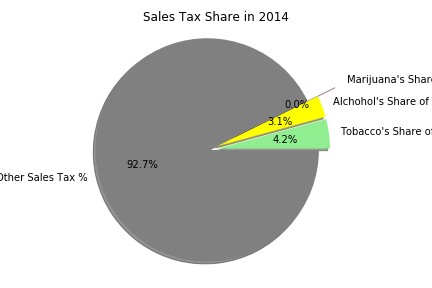 Sales Tax Share in 2014
Marijuana's Share
0.0%
Alchohol's Share of
3.1%
Tobacco's Share of
4.2%
92.7%
Other Sales Tax %